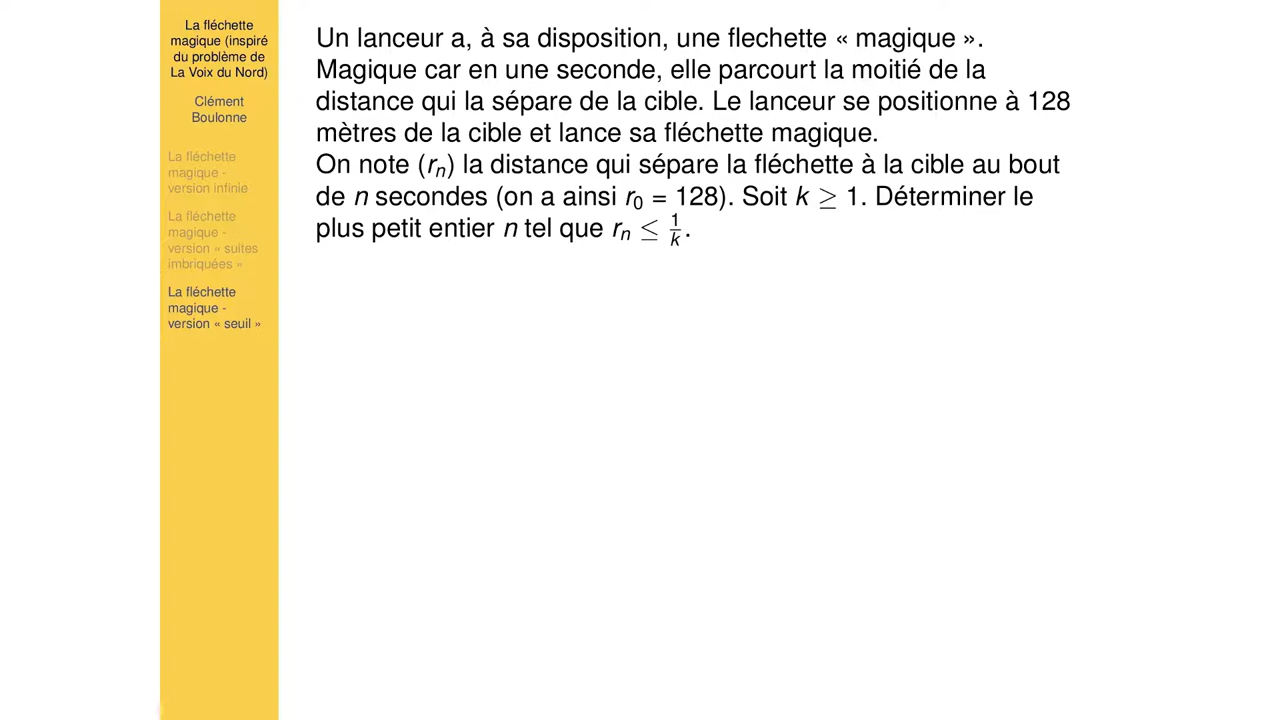 La fléchette
magique (inspiré
du problème de
La Voix du Nord)
Clément
Boulonne
La fléchette
magique -
version infinie
La fléchette
magique -
version « suites
imbriquées »
La fléchette
magique -
version « seuil »
Un lanceur a, à sa disposition, une flechette « magique ».
Magique car en une seconde, elle parcourt la moitié de la
distance qui la sépare de la cible. Le lanceur se positionne à 128
mètres de la cible et lance sa fléchette magique.
On note (rₙ) la distance qui sépare la fléchette à la cible au bout
de n secondes (on a ainsi r₀ = 128). Soit k ≥ 1. Déterminer le
plus petit entier n tel que rₙ ≤ 1/k.